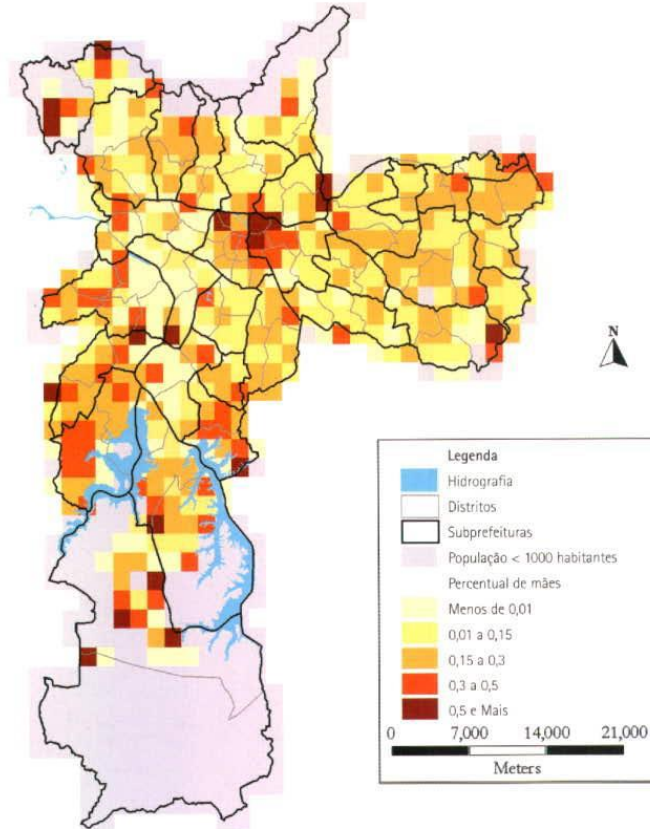 N
Legenda
Hidrografia
Distritos
Subprefeituras
População < 1000 habitantes
Percentual de mães
Menos de 0,01
0,01 a 0,15
0,15 a 0,3
0,3 a 0,5
0,5 e Mais
0 7,000 14,000 21,000
Meters